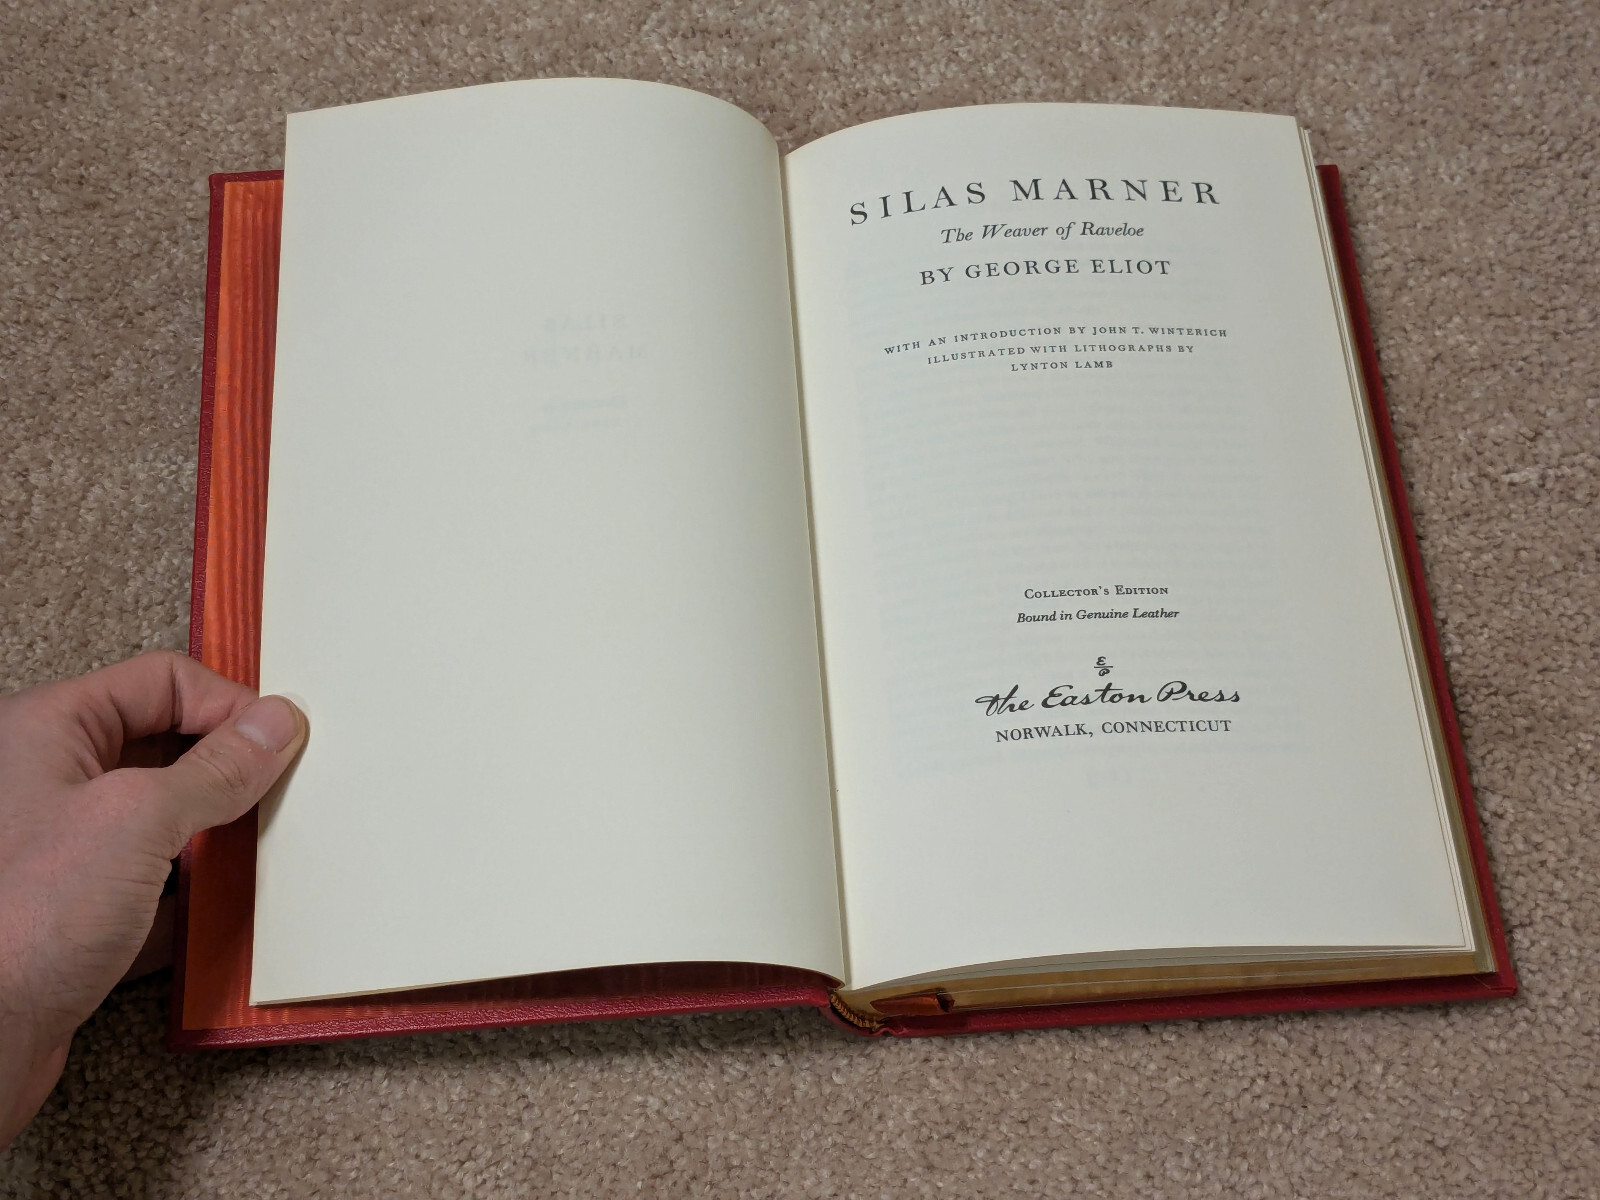 SILAS MARNER
The Weaver of Raveloe
BY GEORGE ELIOT
WITH AN INTRODUCTION BY JOHN T. WINTERICH
ILLUSTRATED WITH LITHOGRAPHS BY
LYNTON LAMB
COLLECTOR'S EDITION
Bound in Genuine Leather
The Easton Press
NORWALK, CONNECTICUT